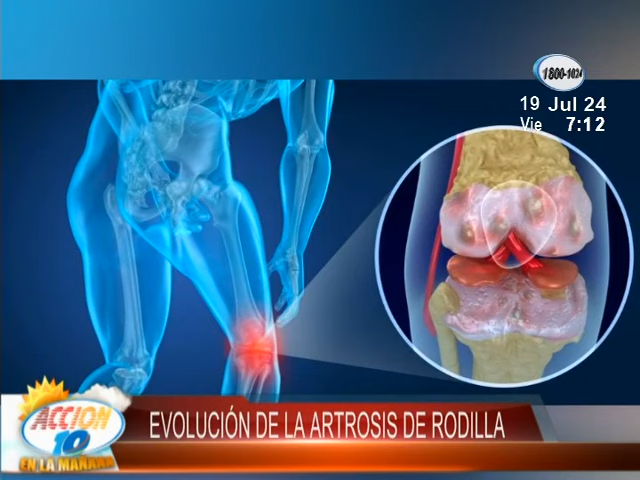 1800-1024
19 Jul 24
Vie 7:12
EVOLUCIÓN DE LA ARTROSIS DE RODILLA
ACCION
10
EN LA MAÑANA